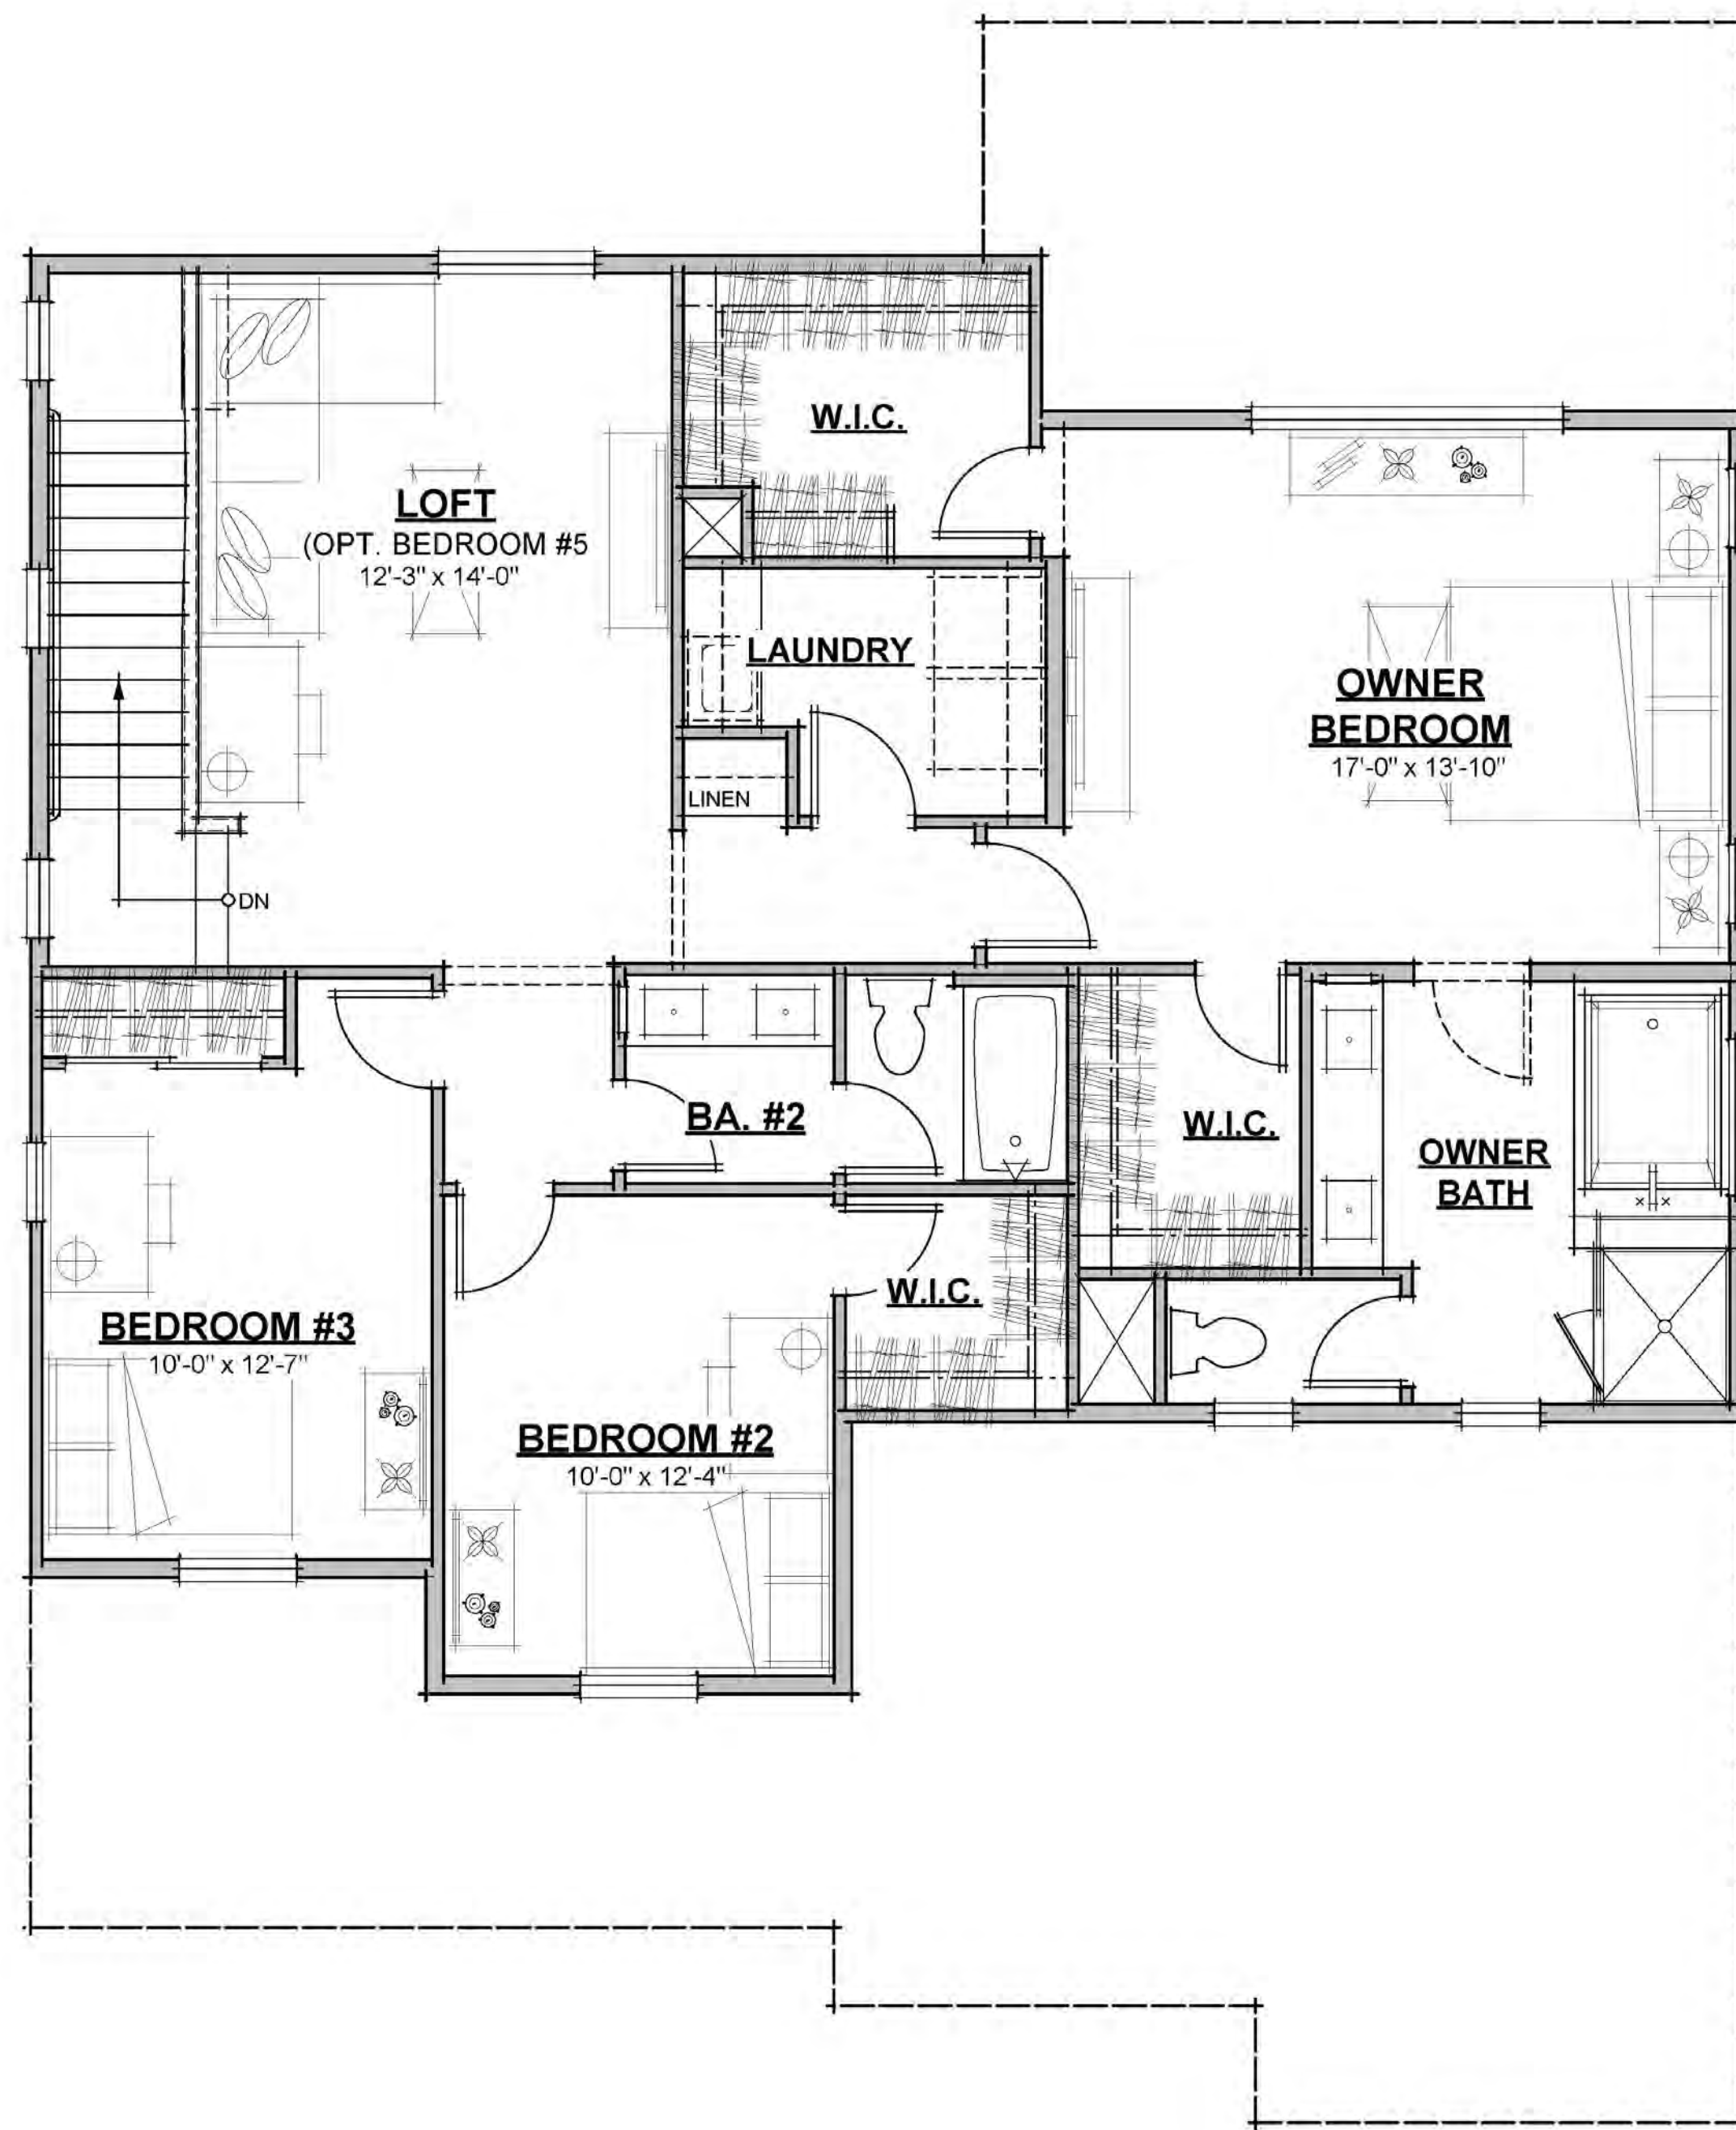 W.I.C.
LOFT
(OPT. BEDROOM #5
12'-3" x 14'-0"
LAUNDRY
OWNER
BEDROOM
17'-0" x 13'-10"
LINEN
DN
BA. #2
W.I.C.
OWNER
BATH
W.I.C.
BEDROOM #3
10'-0" x 12'-7"
BEDROOM #2
10'-0" x 12'-4"